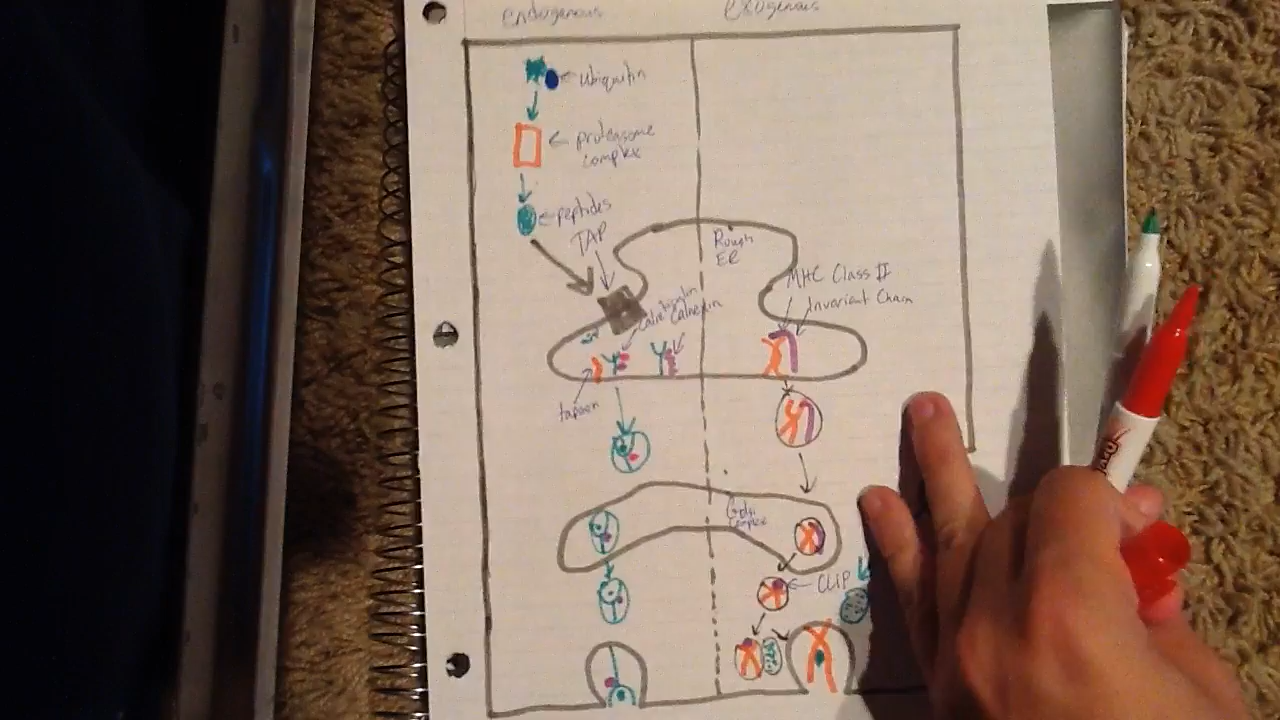 Endogenous
Exogenous
ubiquitin
proteasome
complex
peptides
TAP
Rough
ER
MHC Class II
Invariant Chain
Calnexin
tapasin
Golgi
Complex
CLIP